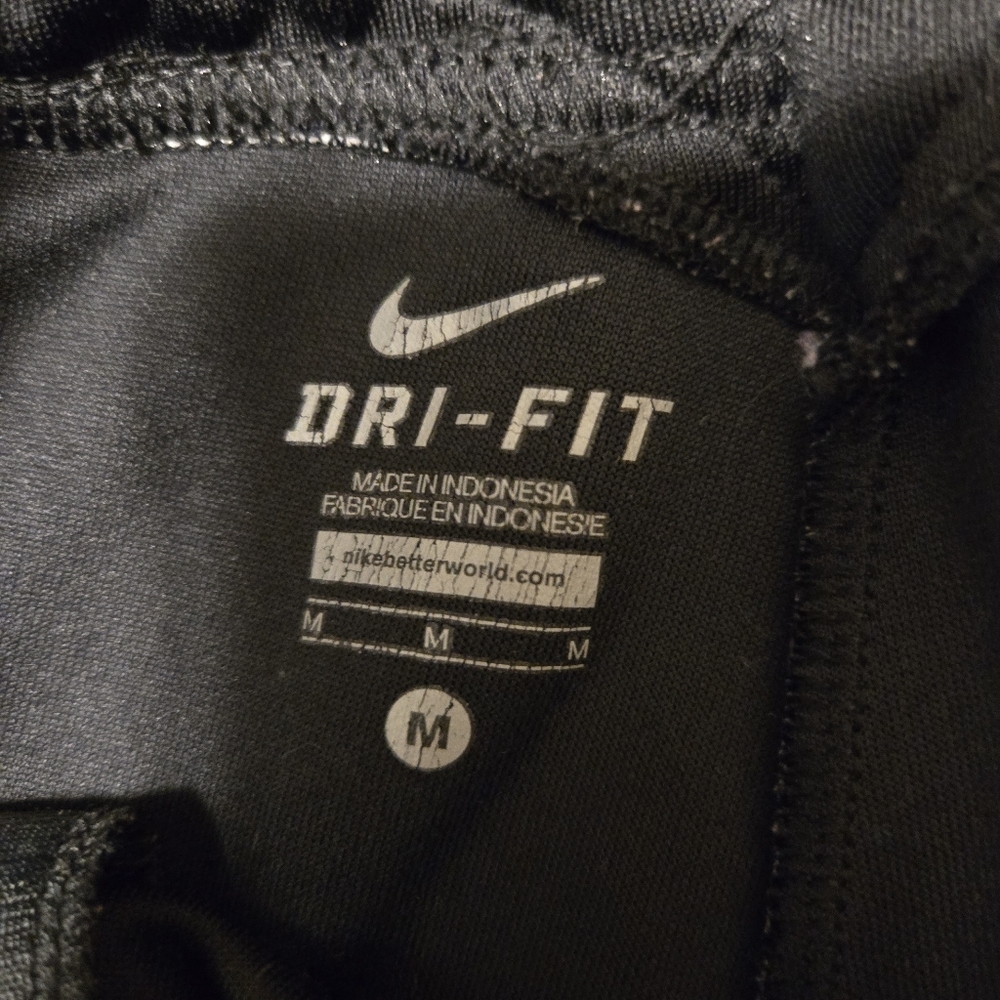 DRI-FIT
MADE IN INDONESIA
FABRIQUE EN INDONESIE
nikebetterworld.com
M M M
M